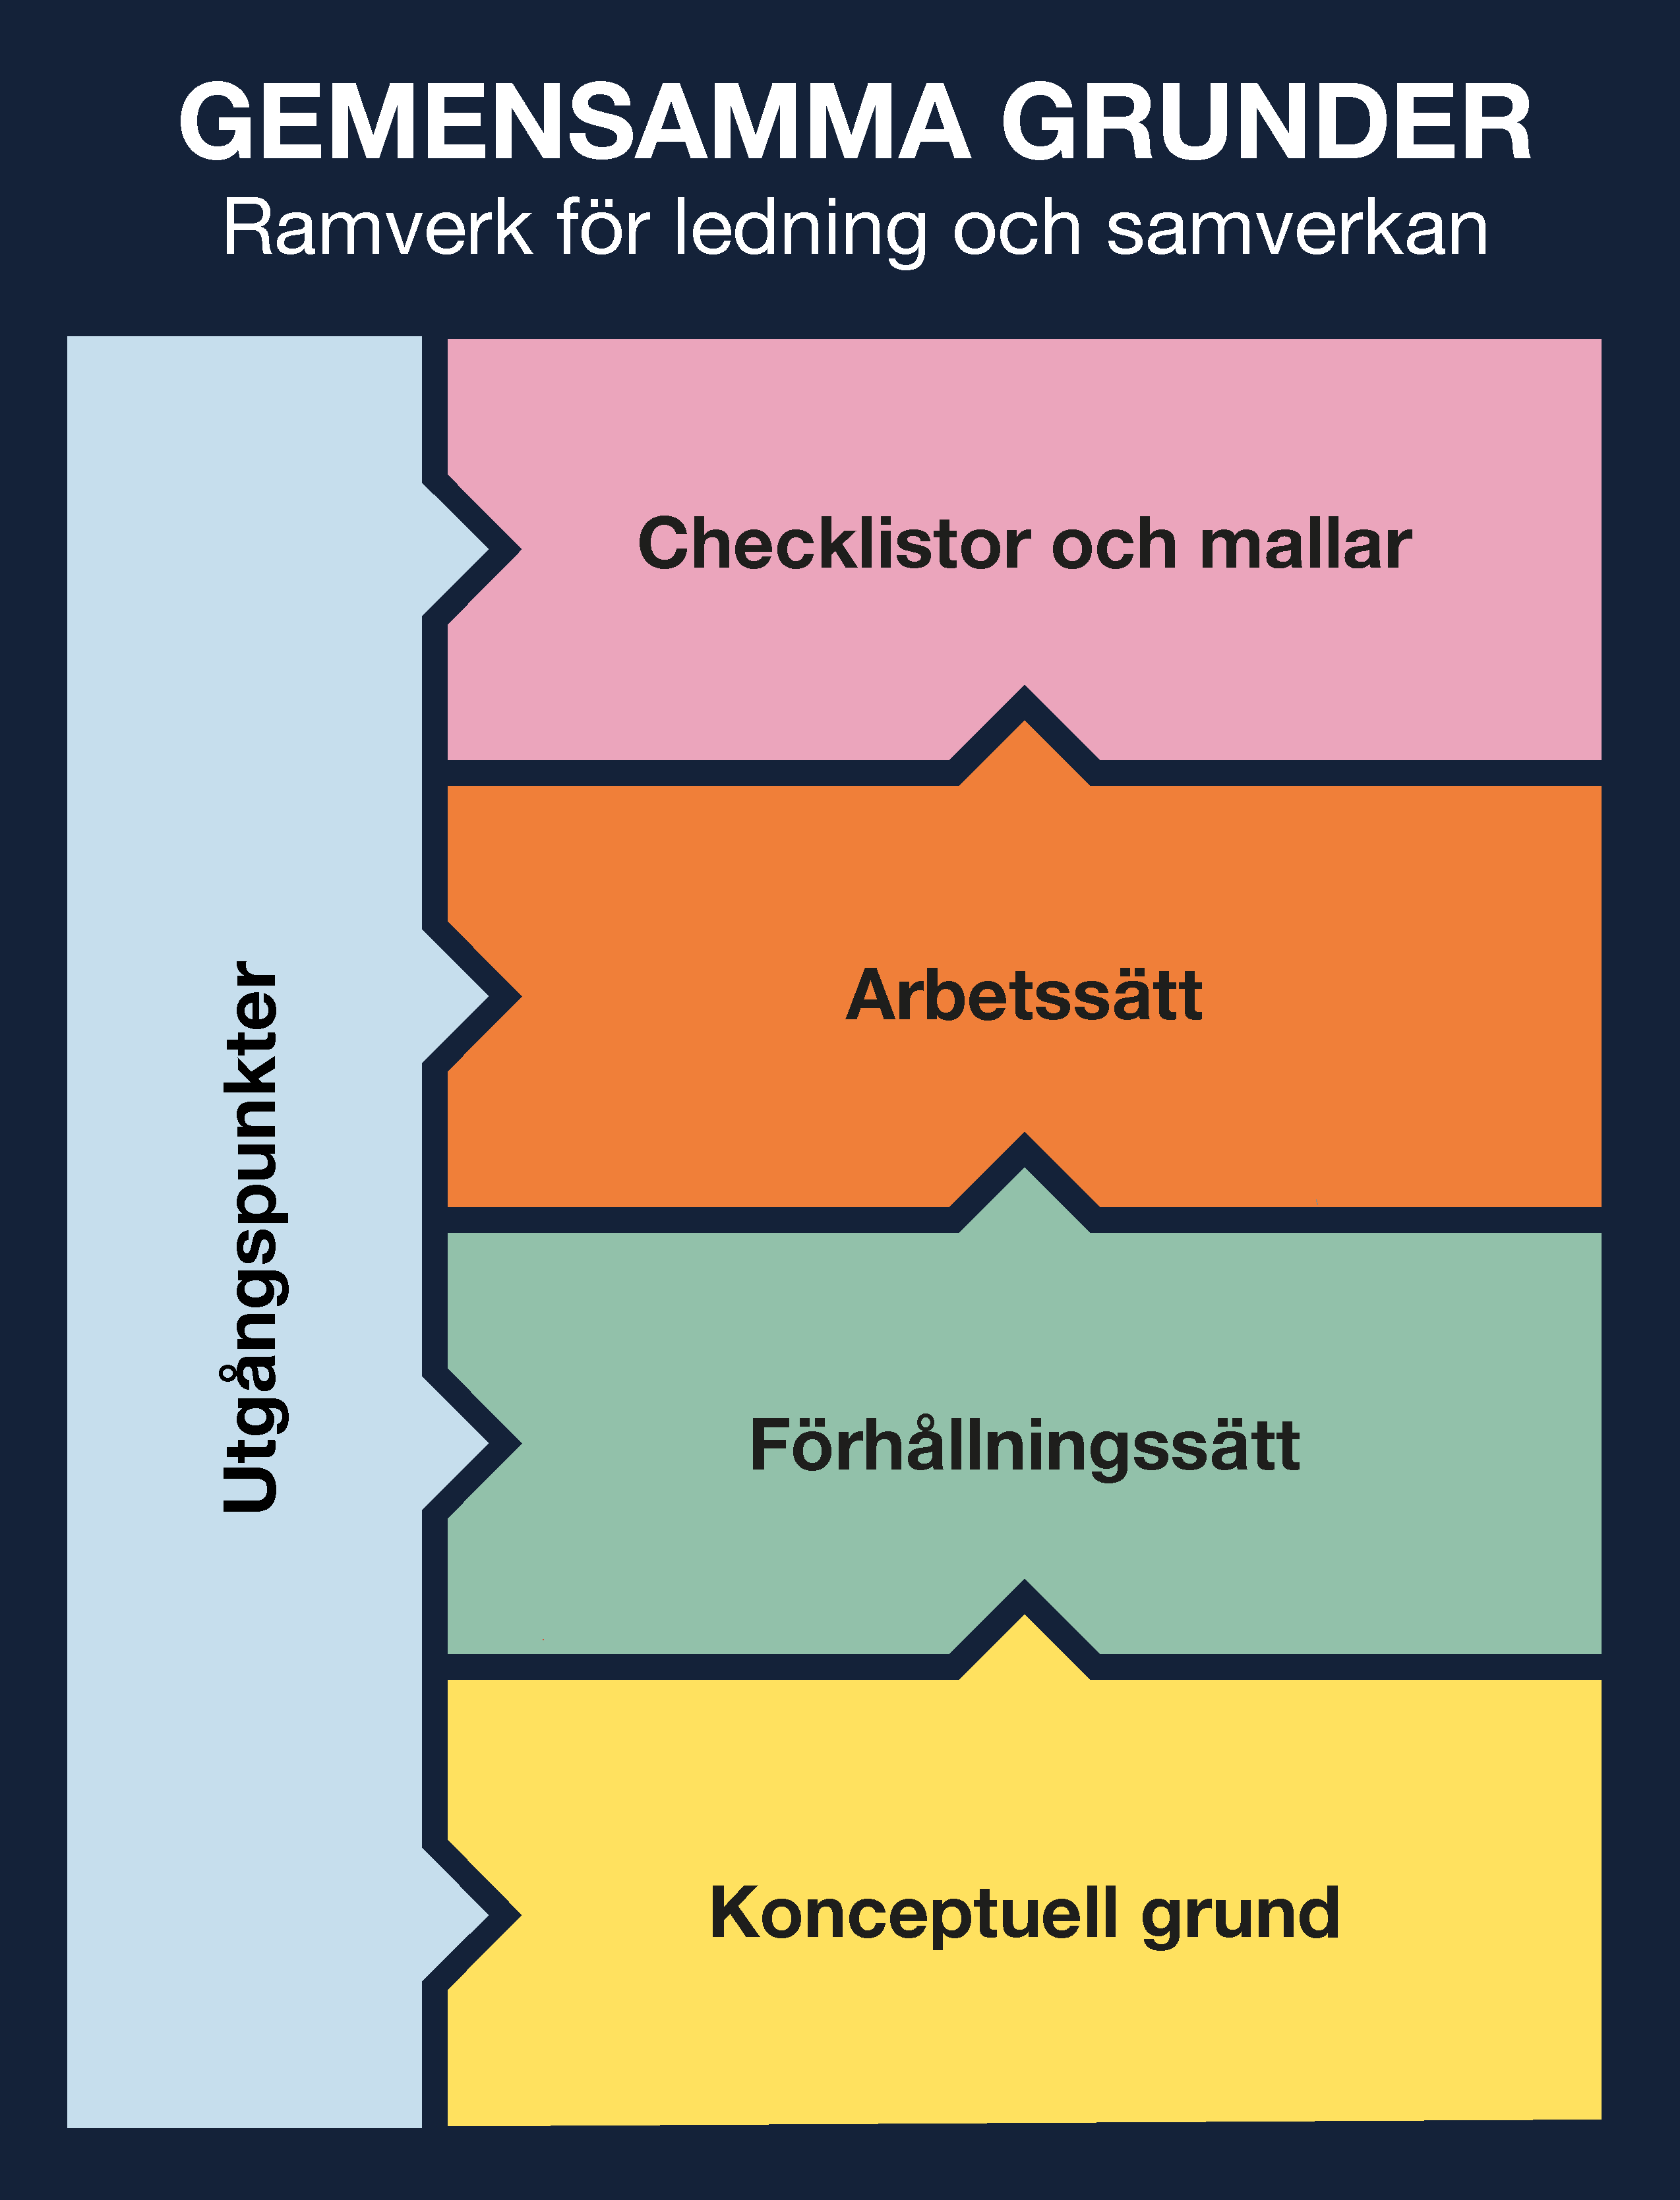 GEMENSAMMA GRUNDER
Ramverk för ledning och samverkan
Utgångspunkter
Checklistor och mallar
Arbetssätt
Förhållningssätt
Konceptuell grund